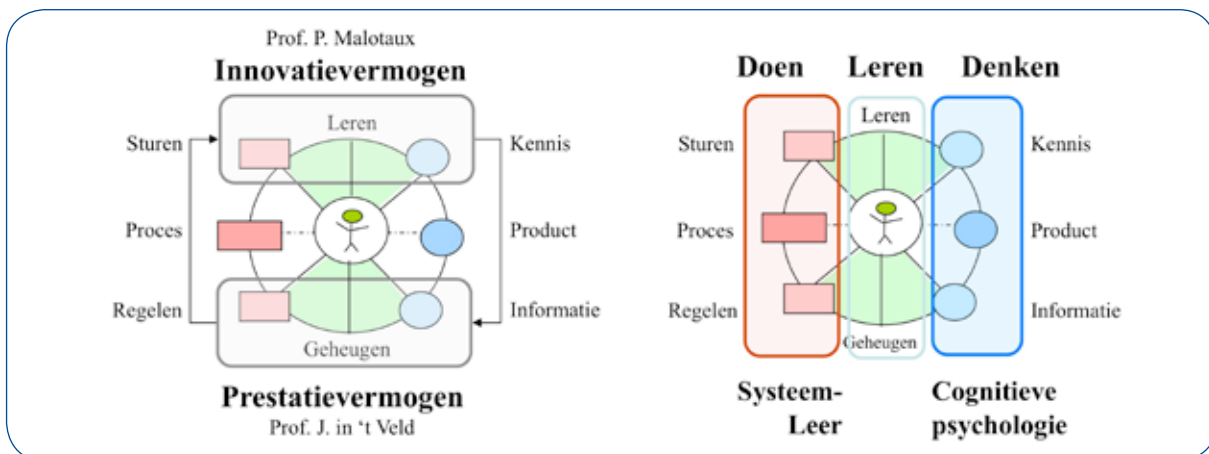 Prof. P. Malotaux
Innovatievermogen
Leren
Sturen
Kennis
Proces
Product
Regelen
Informatie
Geheugen
Prestatievermogen
Prof. J. in ‘t Veld
Doen
Leren
Denken
Leren
Sturen
Kennis
Proces
Product
Regelen
Informatie
Geheugen
Systeem-
Leer
Cognitieve
psychologie